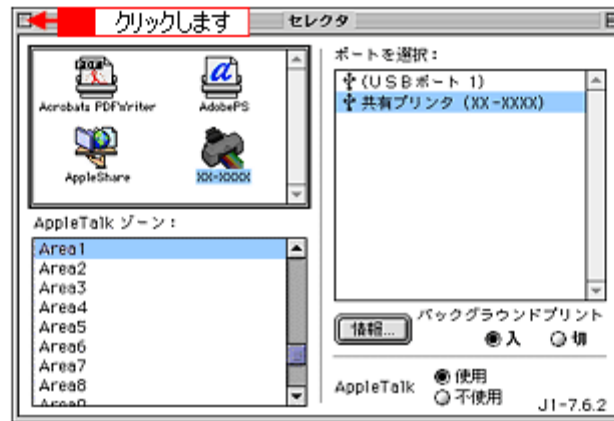 クリックします
セレクタ
Acrobats PDFWriter
AdobePS
AppleShare
XX-XXXX
AppleTalk ゾーン：
Area1
Area2
Area3
Area4
Area5
Area6
Area7
Area8
Area9
ポートを選択：
(USBポート 1)
共有プリンタ (XX-XXXX)
情報...
バックグラウンドプリント
入 切
AppleTalk
使用
不使用
J1-7.6.2